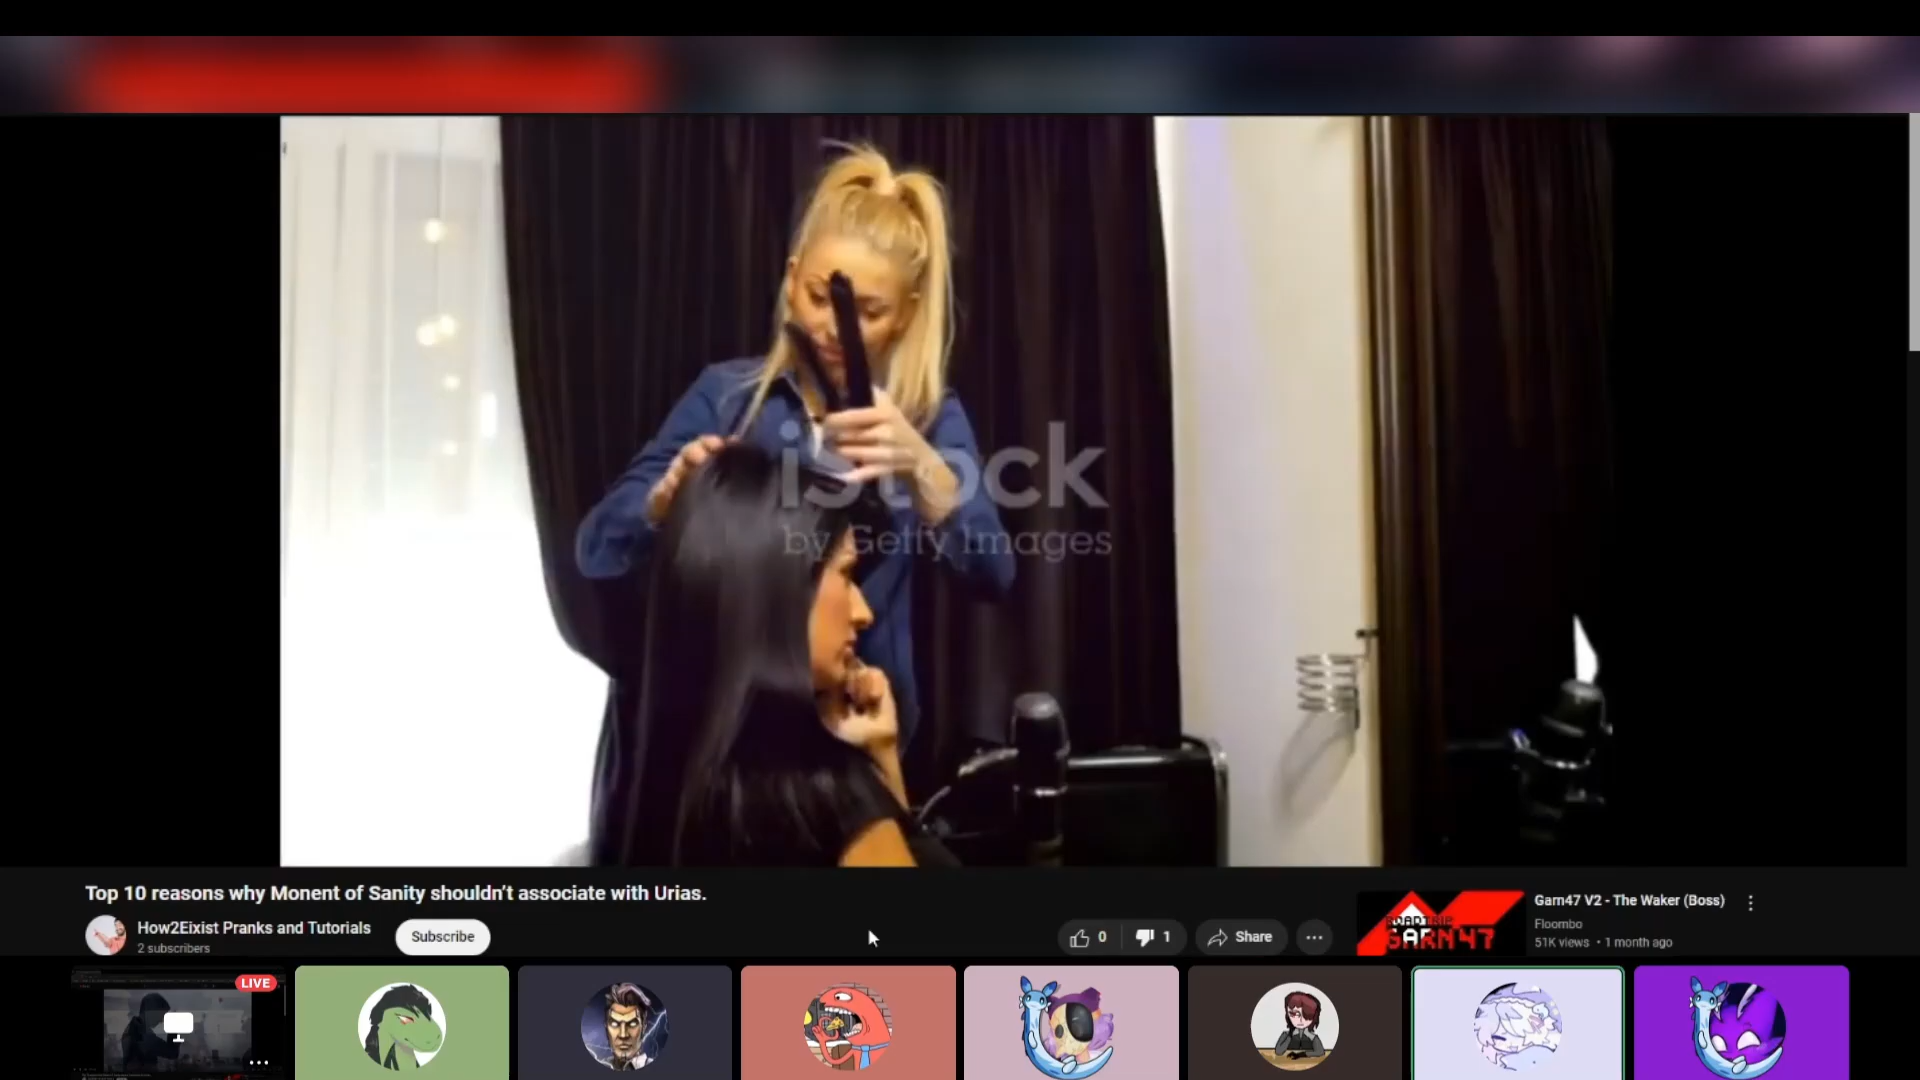 iStock
by Getty Images
Top 10 reasons why Monent of Sanity shouldn't associate with Urias.
How2Eixist Pranks and Tutorials
2 subscribers
Subscribe
0
1
Share
ROADTRIP
GARN47
Garn47 V2 - The Waker (Boss)
Floombo
51K views • 1 month ago
LIVE